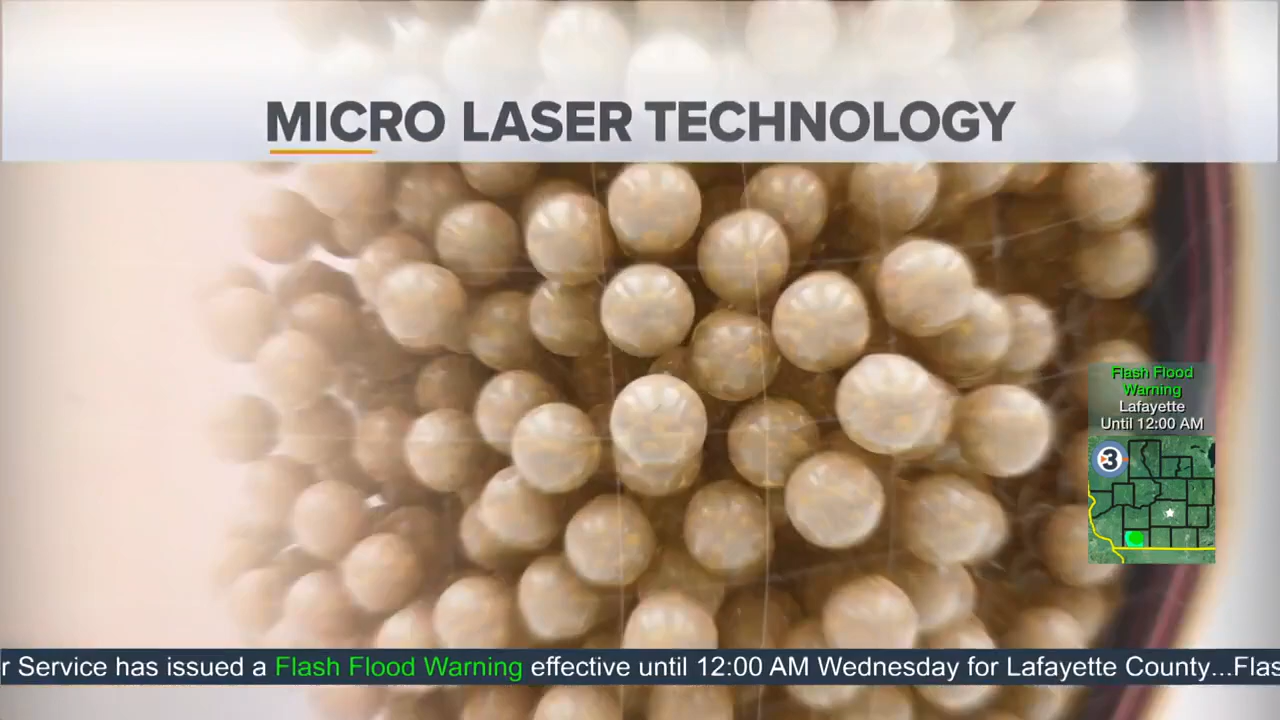 MICRO LASER TECHNOLOGY
Flash Flood
Warning
Lafayette
Until 12:00 AM
3
r Service has issued a Flash Flood Warning effective until 12:00 AM Wednesday for Lafayette County...Flas